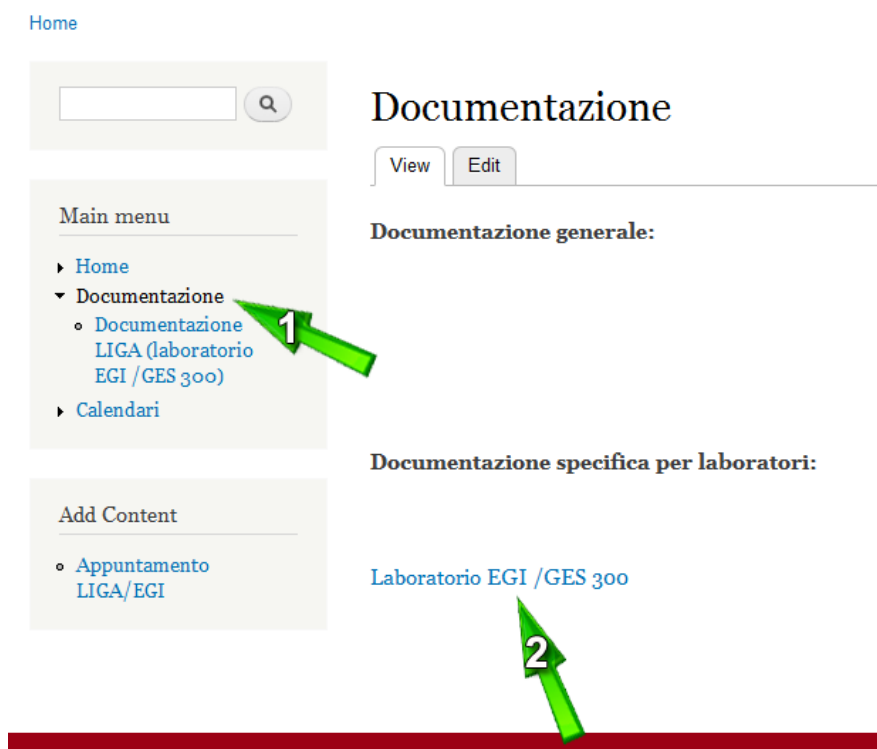 Home
Documentazione
View
Edit
Main menu
Home
Documentazione
Documentazione
LIGA (laboratorio
EGI /GES 300)
Calendari
Add Content
Appuntamento
LIGA/EGI
Documentazione generale:
Documentazione specifica per laboratori:
Laboratorio EGI /GES 300
1
2